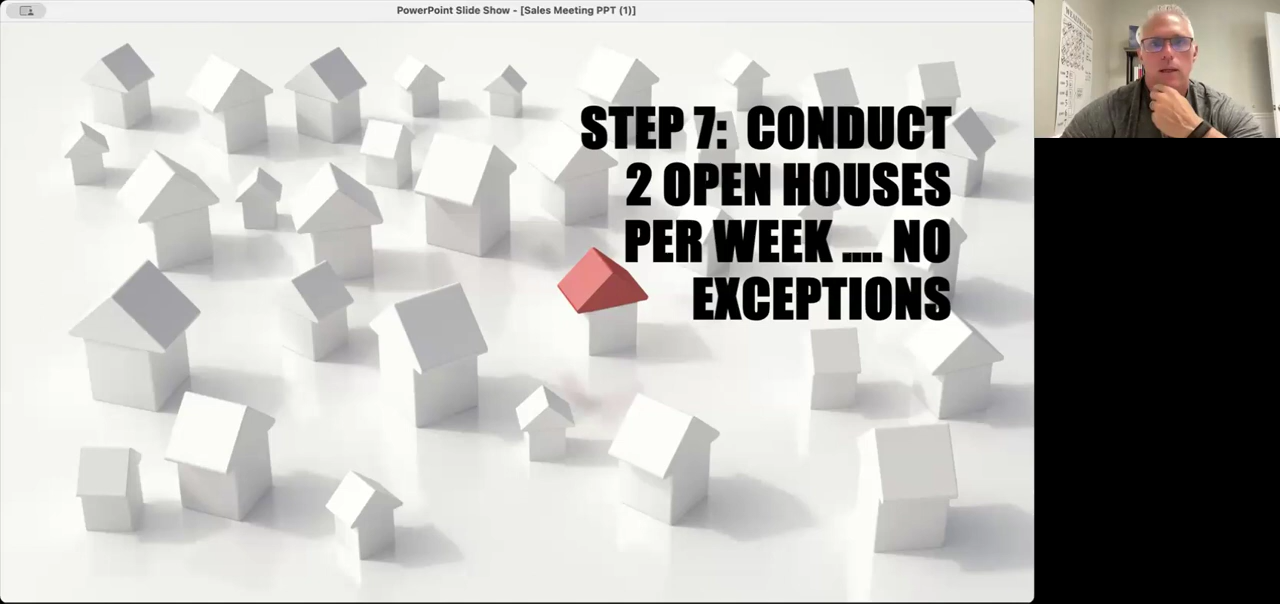 PowerPoint Slide Show - [Sales Meeting PPT (1)]
STEP 7: CONDUCT
2 OPEN HOUSES
PER WEEK .... NO
EXCEPTIONS